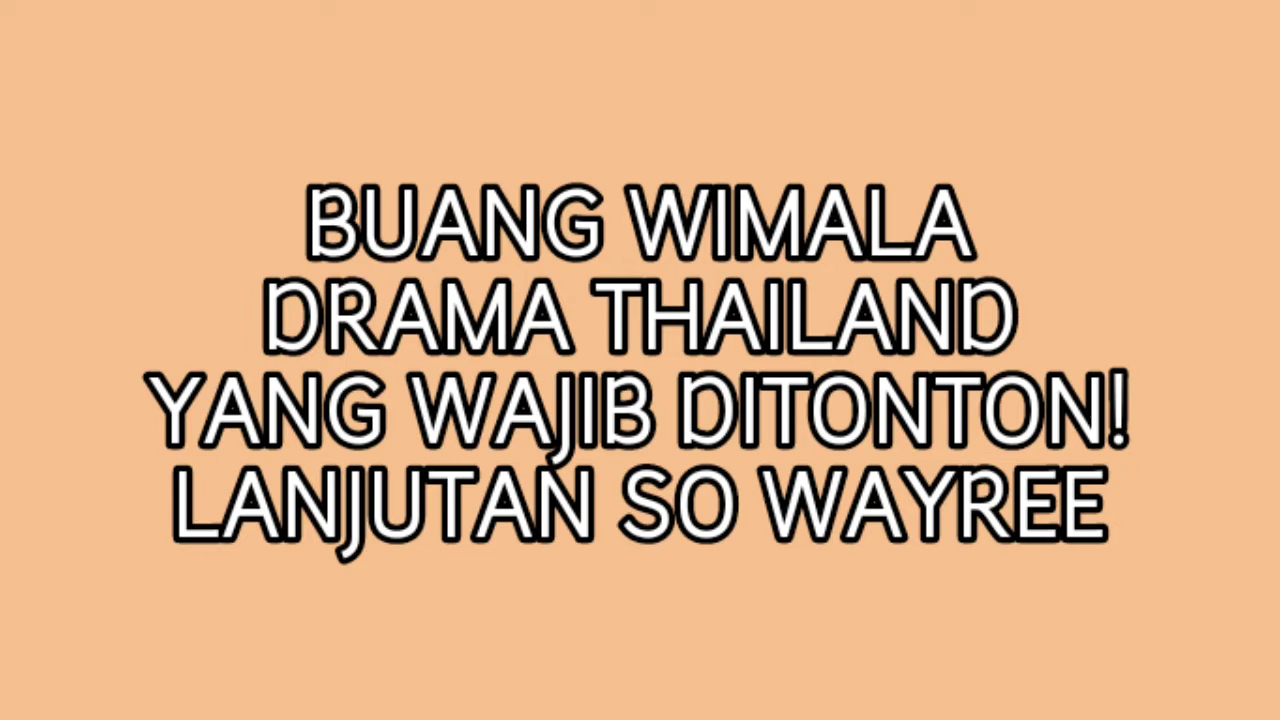 BUANG WIMALA
DRAMA THAILAND
YANG WAJIB DITONTON!
LANJUTAN SO WAYREE